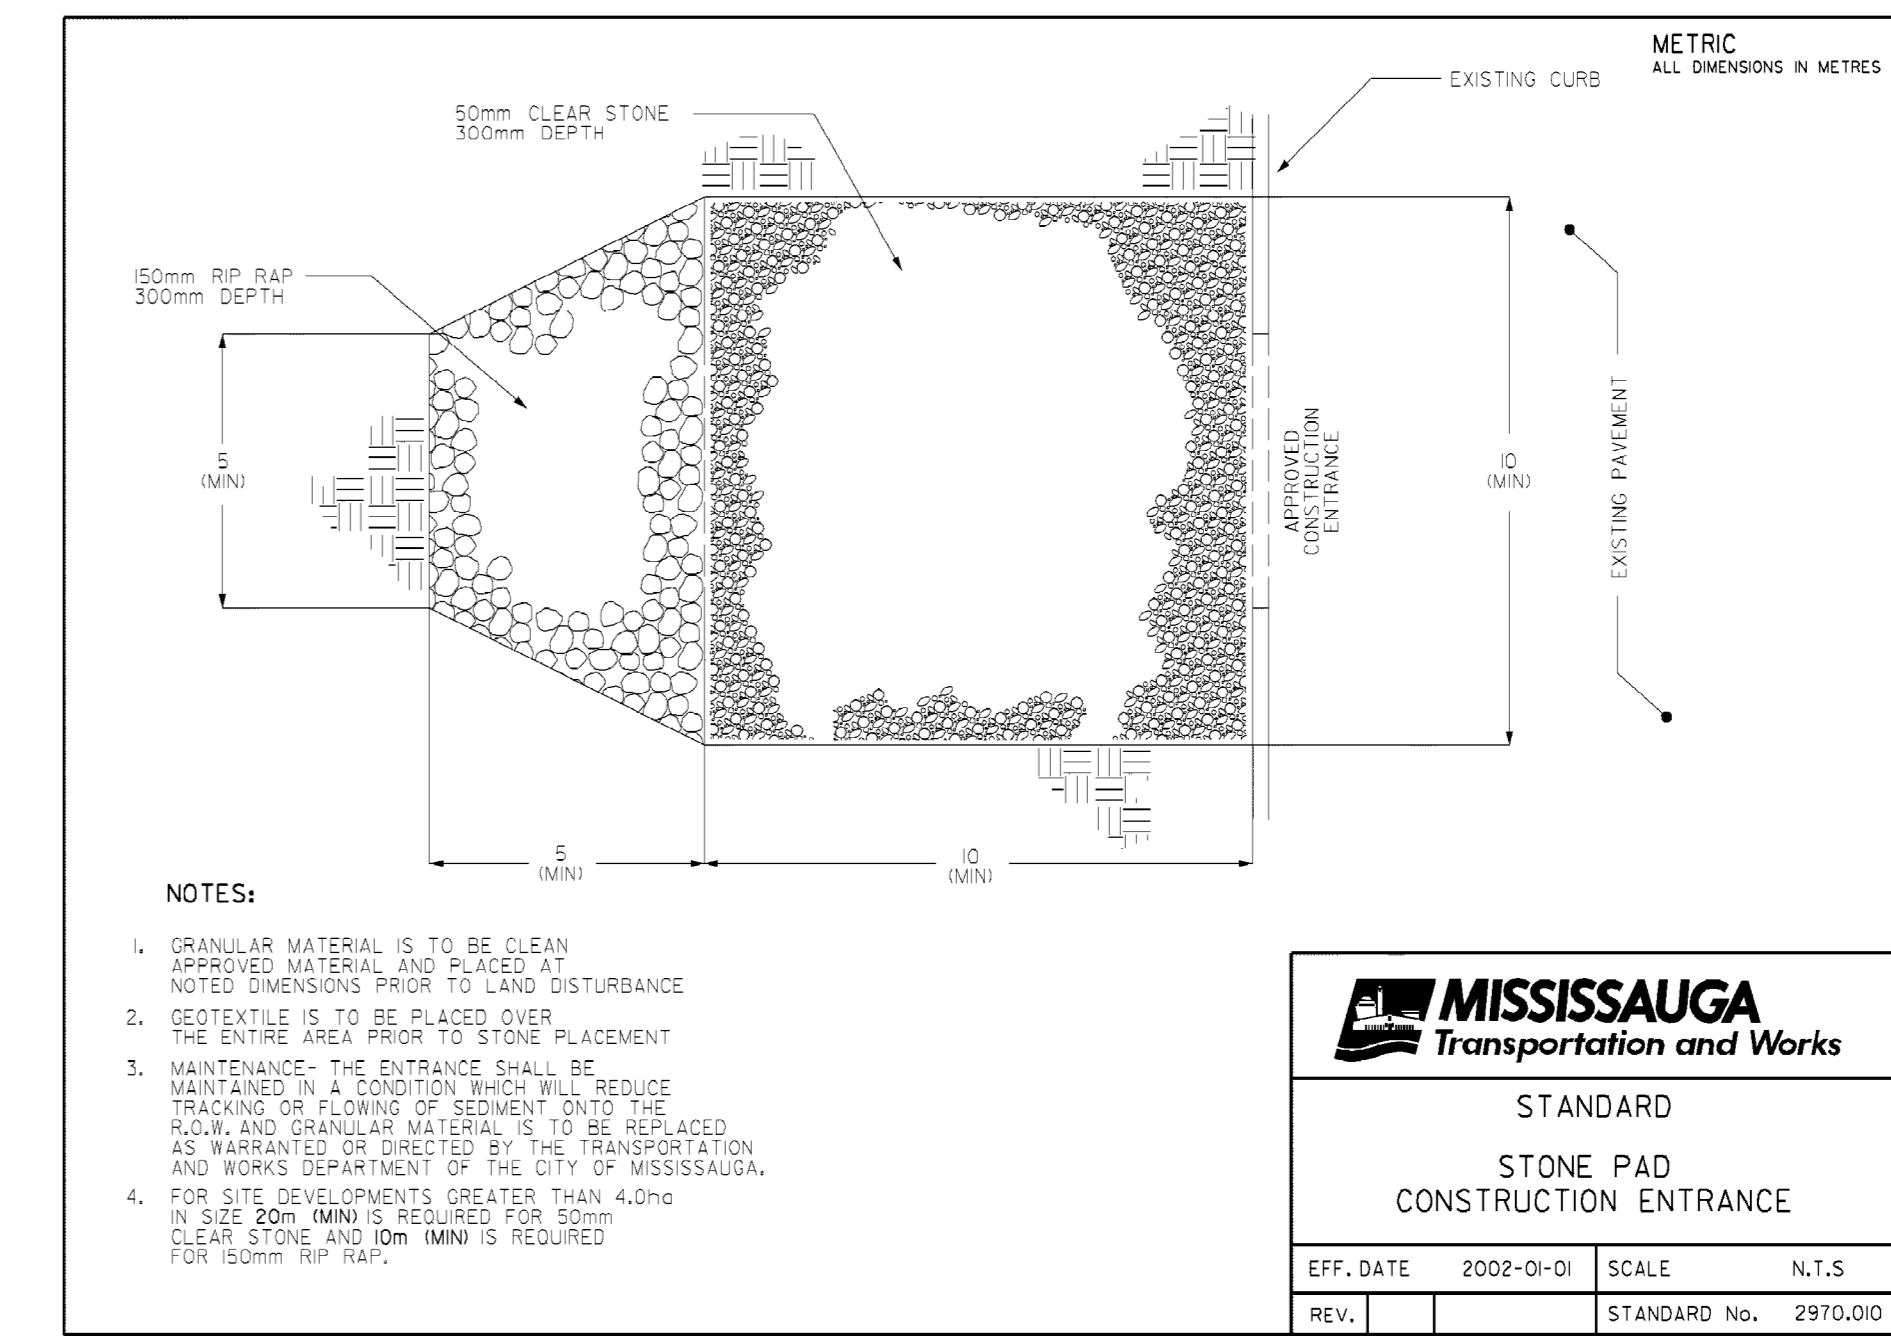 METRIC
ALL DIMENSIONS IN METRES
EXISTING CURB
50mm CLEAR STONE
300mm DEPTH
150mm RIP RAP
300mm DEPTH
5
(MIN)
APPROVED
CONSTRUCTION
ENTRANCE
10
(MIN)
EXISTING PAVEMENT
5
(MIN)
10
(MIN)
NOTES:
1. GRANULAR MATERIAL IS TO BE CLEAN
APPROVED MATERIAL AND PLACED AT
NOTED DIMENSIONS PRIOR TO LAND DISTURBANCE
2. GEOTEXTILE IS TO BE PLACED OVER
THE ENTIRE AREA PRIOR TO STONE PLACEMENT
3. MAINTENANCE- THE ENTRANCE SHALL BE
MAINTAINED IN A CONDITION WHICH WILL REDUCE
TRACKING OR FLOWING OF SEDIMENT ONTO THE
R.O.W. AND GRANULAR MATERIAL IS TO BE REPLACED
AS WARRANTED OR DIRECTED BY THE TRANSPORTATION
AND WORKS DEPARTMENT OF THE CITY OF MISSISSAUGA.
4. FOR SITE DEVELOPMENTS GREATER THAN 4.0ha
IN SIZE 20m (MIN) IS REQUIRED FOR 50mm
CLEAR STONE AND 10m (MIN) IS REQUIRED
FOR 150mm RIP RAP.
MISSISSAUGA
Transportation and Works
STANDARD
STONE PAD
CONSTRUCTION ENTRANCE
EFF. DATE 2002-01-01 SCALE N.T.S
REV. STANDARD No. 2970.010